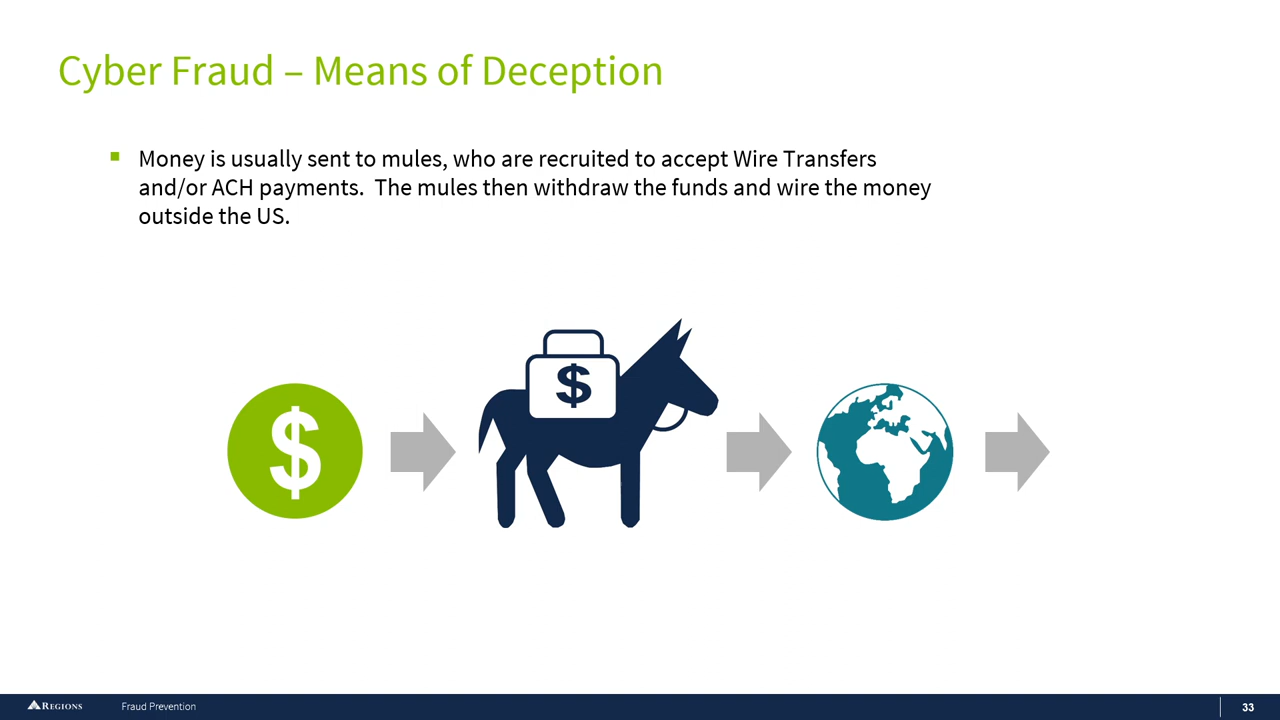 Cyber Fraud – Means of Deception
▪ Money is usually sent to mules, who are recruited to accept Wire Transfers
and/or ACH payments.  The mules then withdraw the funds and wire the money
outside the US.
$
$
REGIONS
Fraud Prevention
33